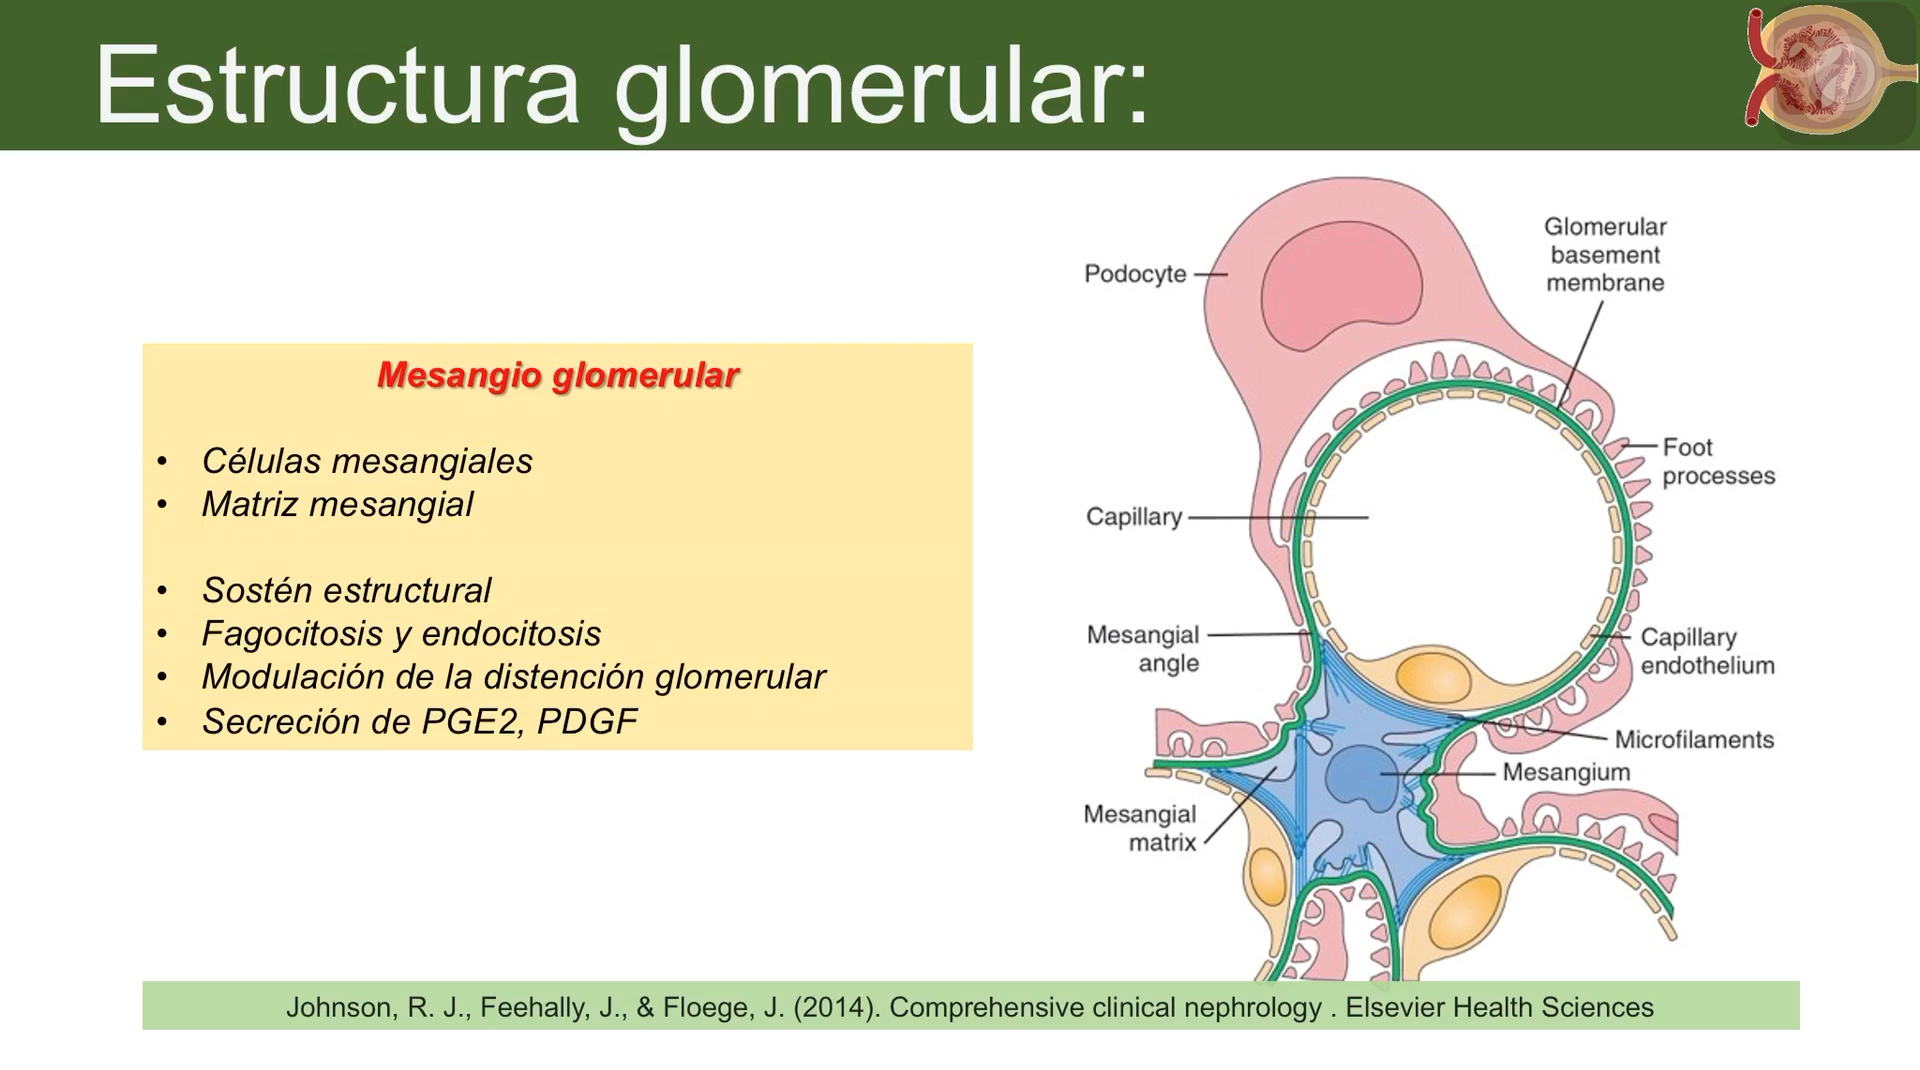 Estructura glomerular:
Mesangio glomerular
• Células mesangiales
• Matriz mesangial
• Sostén estructural
• Fagocitosis y endocitosis
• Modulación de la distención glomerular
• Secreción de PGE2, PDGF
Podocyte
Glomerular
basement
membrane
Foot
processes
Capillary
Mesangial
angle
Capillary
endothelium
Microfilaments
Mesangium
Mesangial
matrix
Johnson, R. J., Feehally, J., & Floege, J. (2014). Comprehensive clinical nephrology . Elsevier Health Sciences